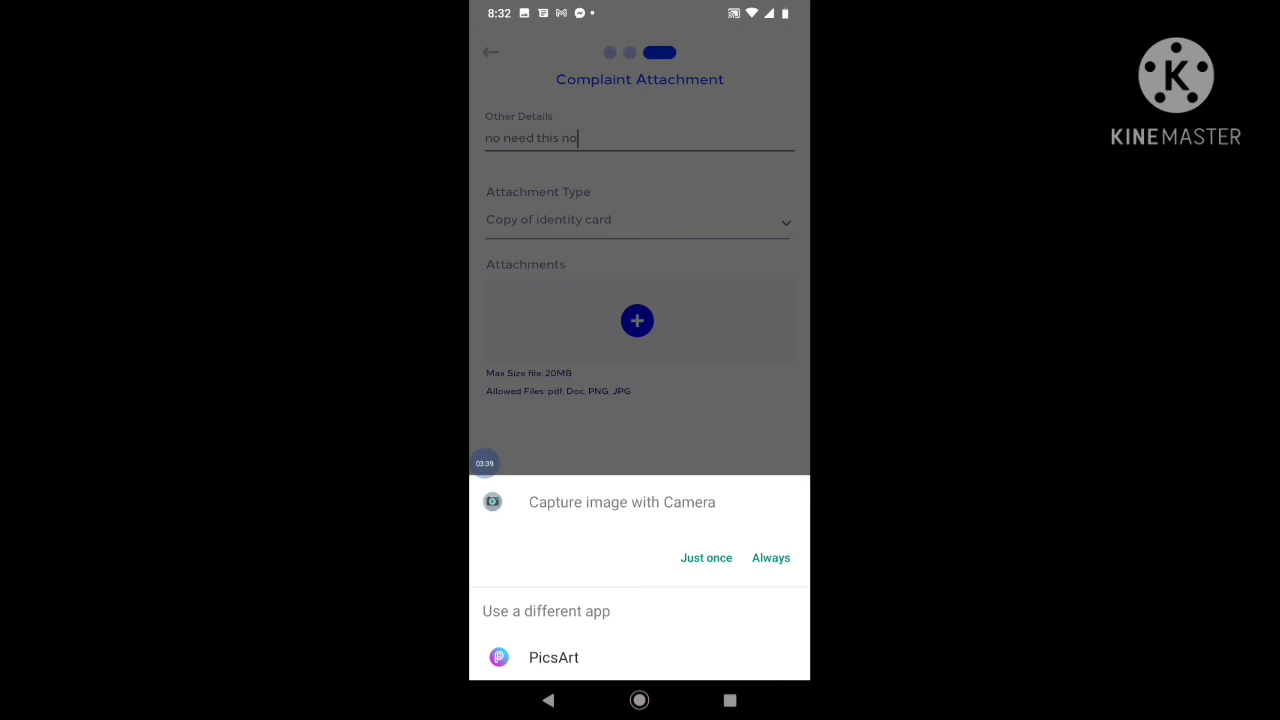 8:32
Complaint Attachment
Other Details
no need this no
Attachment Type
Copy of identity card
Attachments
Max Size file: 20MB
Allowed Files: pdf, Doc, PNG, JPG
03:39
Capture image with Camera
Just once Always
Use a different app
PicsArt
K
KINEMASTER